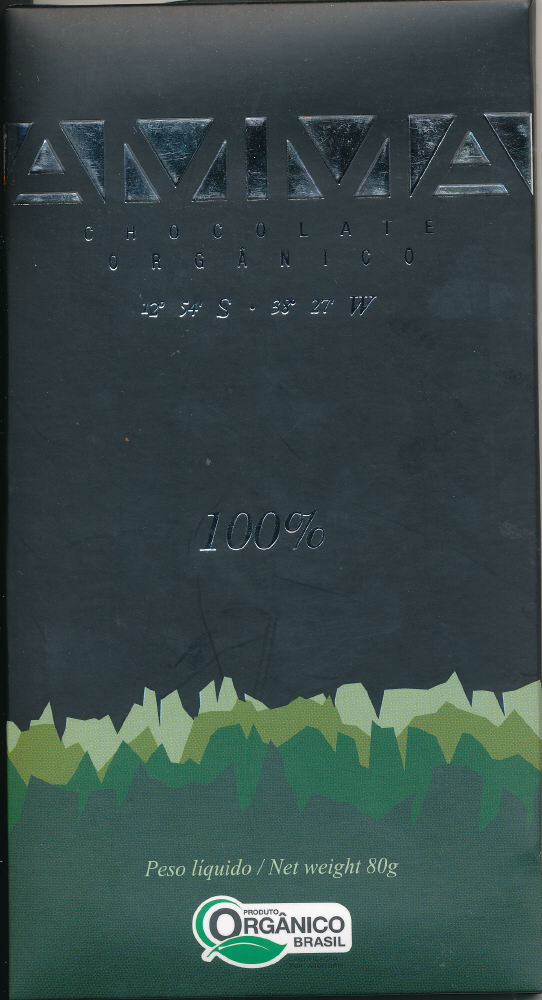 AMMA
CHOCOLATE
ORGÂNICO
12° 54' S - 38° 27' W
100%
Peso líquido / Net weight 80g
PRODUTO
ORGÂNICO
BRASIL